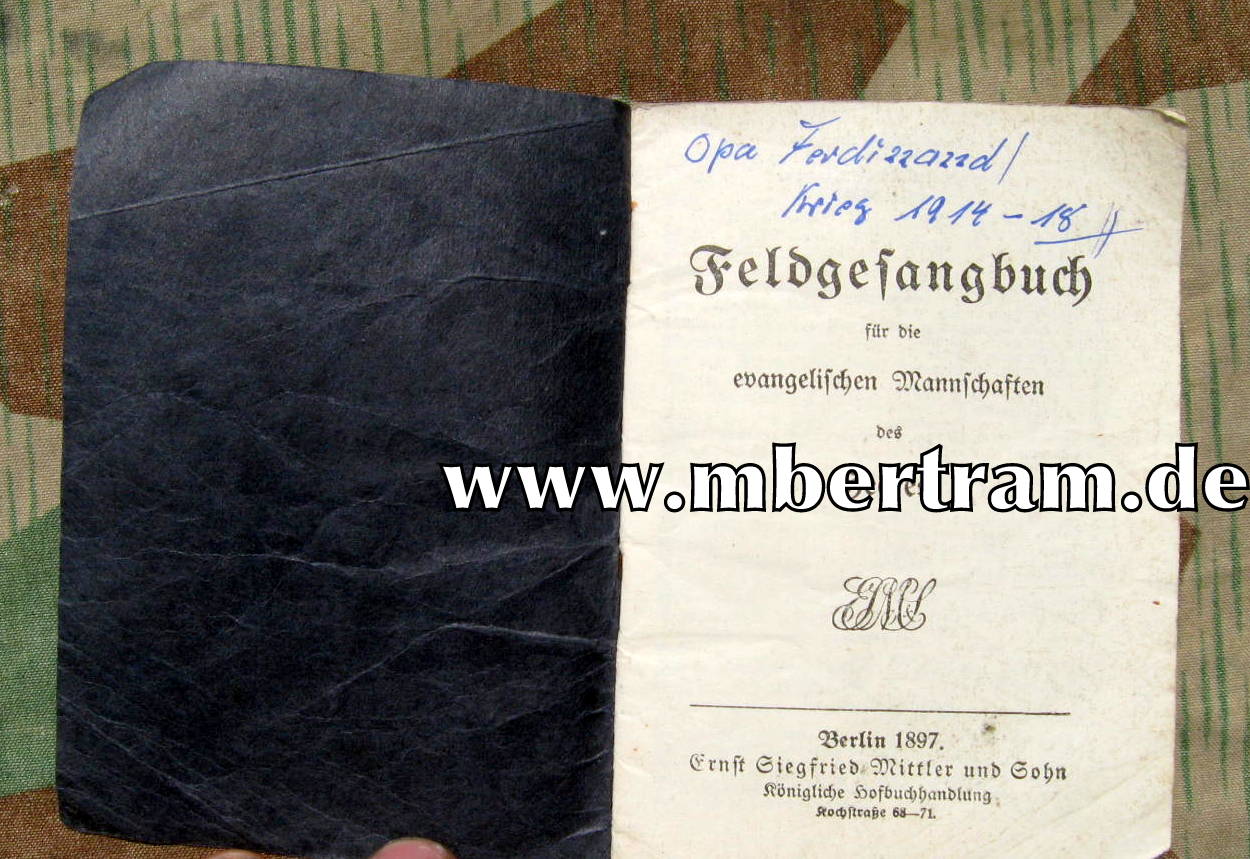 Opa Ferdinand/
Krieg 1914 – 18
Feldgesangbuch
für die
evangelischen Mannschaften
des
www.mbertram.de
Berlin 1897.
Ernst Siegfried Mittler und Sohn
Königliche Hofbuchhandlung
Kochstraße 68—71.